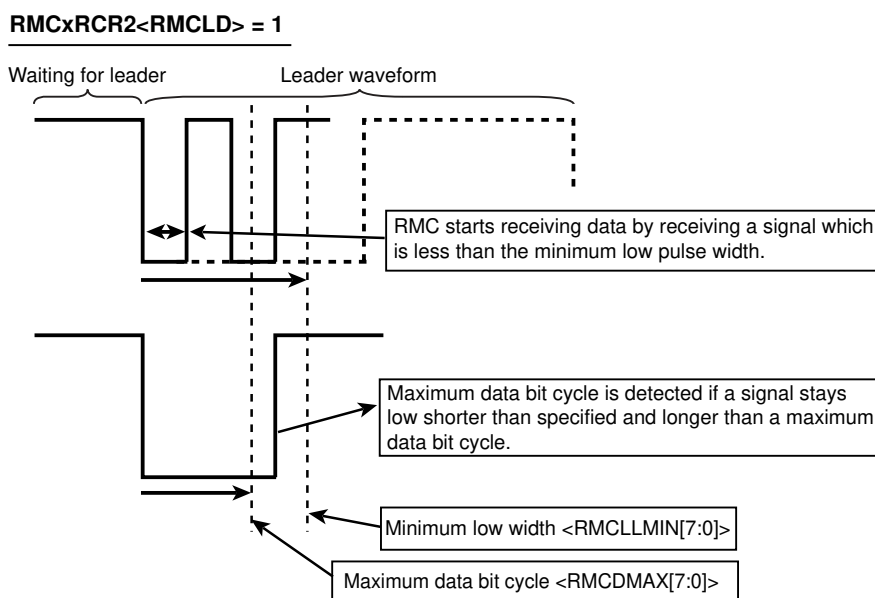 RMCxRCR2<RMCLD> = 1
Waiting for leader
Leader waveform
RMC starts receiving data by receiving a signal which
is less than the minimum low pulse width.
Maximum data bit cycle is detected if a signal stays
low shorter than specified and longer than a maximum
data bit cycle.
Minimum low width <RMCLLMIN[7:0]>
Maximum data bit cycle <RMCDMAX[7:0]>